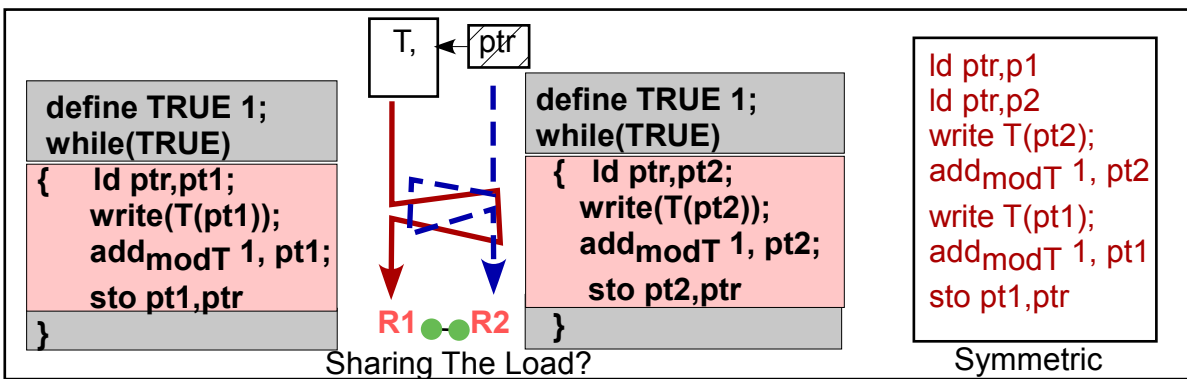 T,
ptr
define TRUE 1;
while(TRUE)
{ ld ptr,pt1;
write(T(pt1));
addmodT 1, pt1;
sto pt1,ptr
}
define TRUE 1;
while(TRUE)
{ ld ptr,pt2;
write(T(pt2));
addmodT 1, pt2;
sto pt2,ptr
}
R1
R2
Sharing The Load?
ld ptr,p1
ld ptr,p2
write T(pt2);
addmodT 1, pt2
write T(pt1);
addmodT 1, pt1
sto pt1,ptr
Symmetric